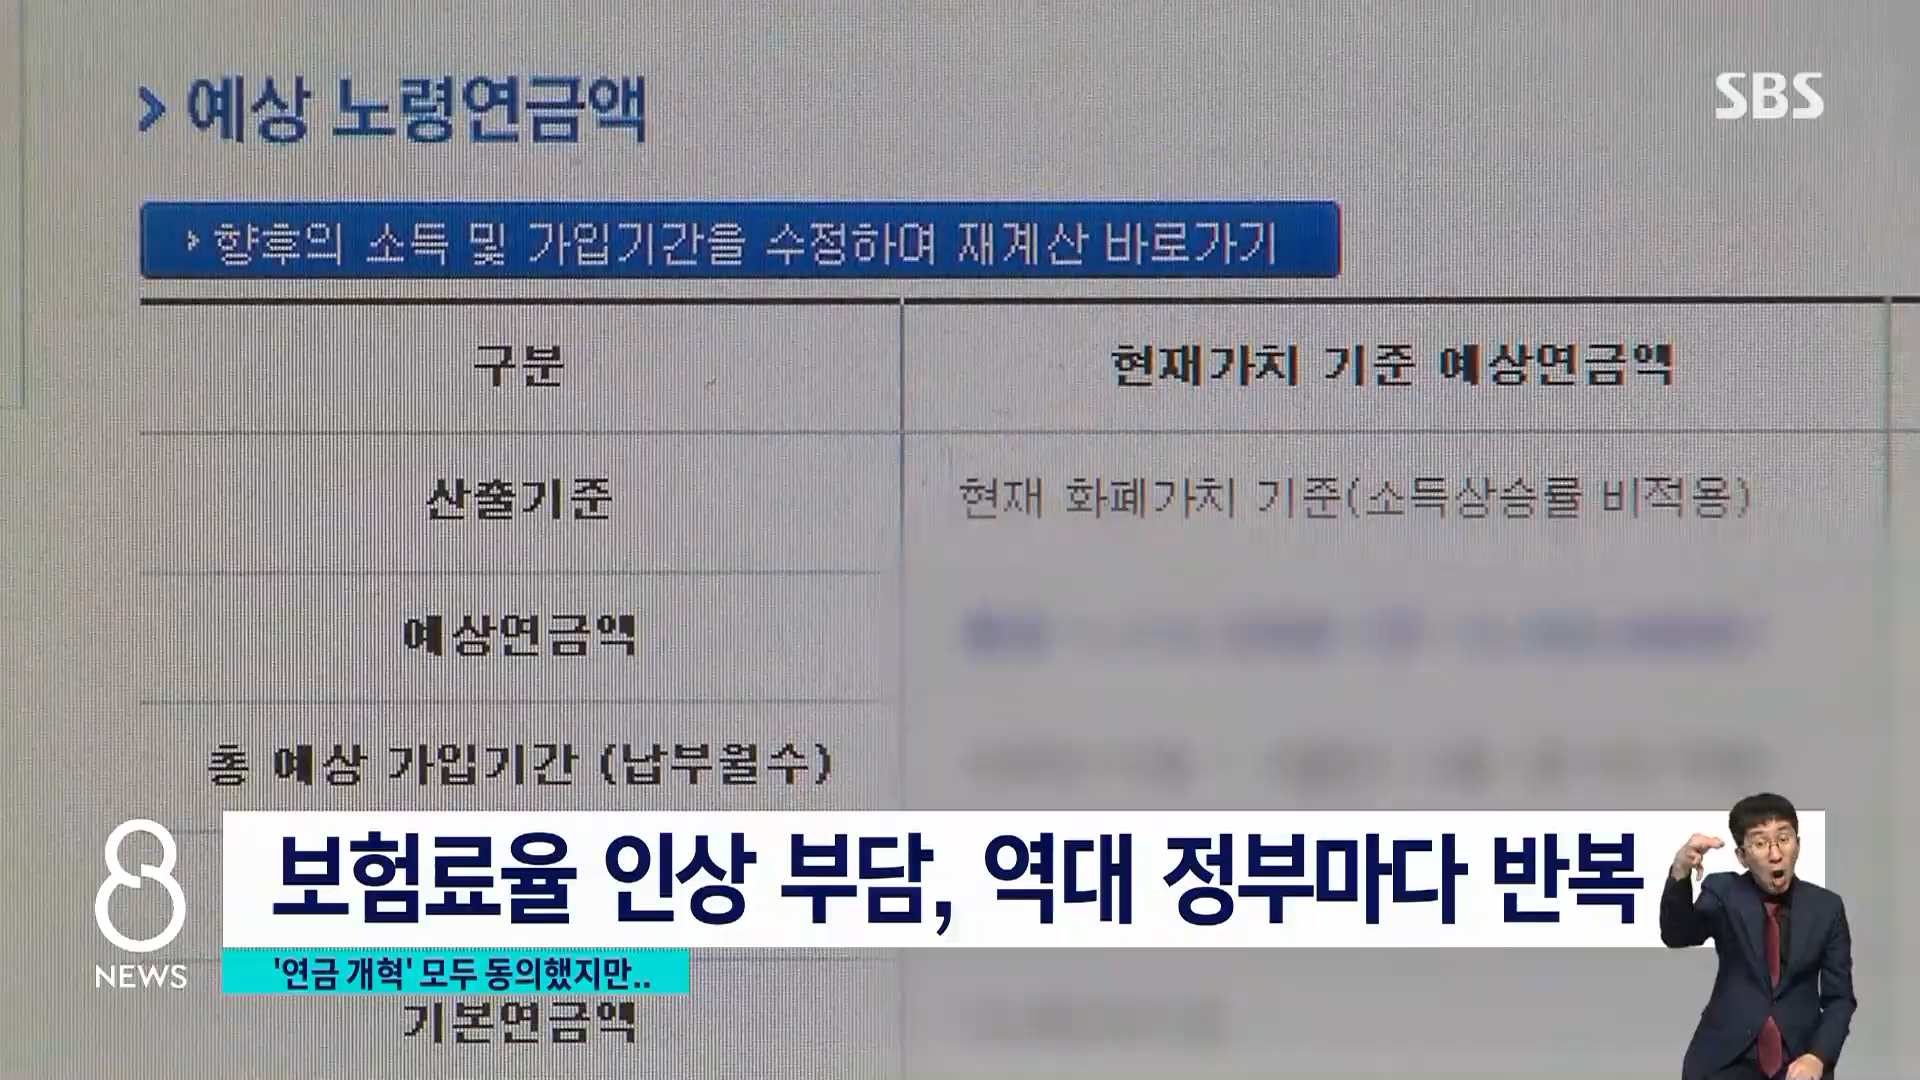 예상 노령연금액
SBS
향후의 소득 및 가입기간을 수정하여 재계산 바로가기
구분
현재가치 기준 예상연금액
산출기준
현재 화폐가치 기준(소득상승률 비적용)
예상연금액
총 예상 가입기간 (납부월수)
8 NEWS
보험료율 인상 부담, 역대 정부마다 반복
'연금 개혁' 모두 동의했지만..
기본연금액